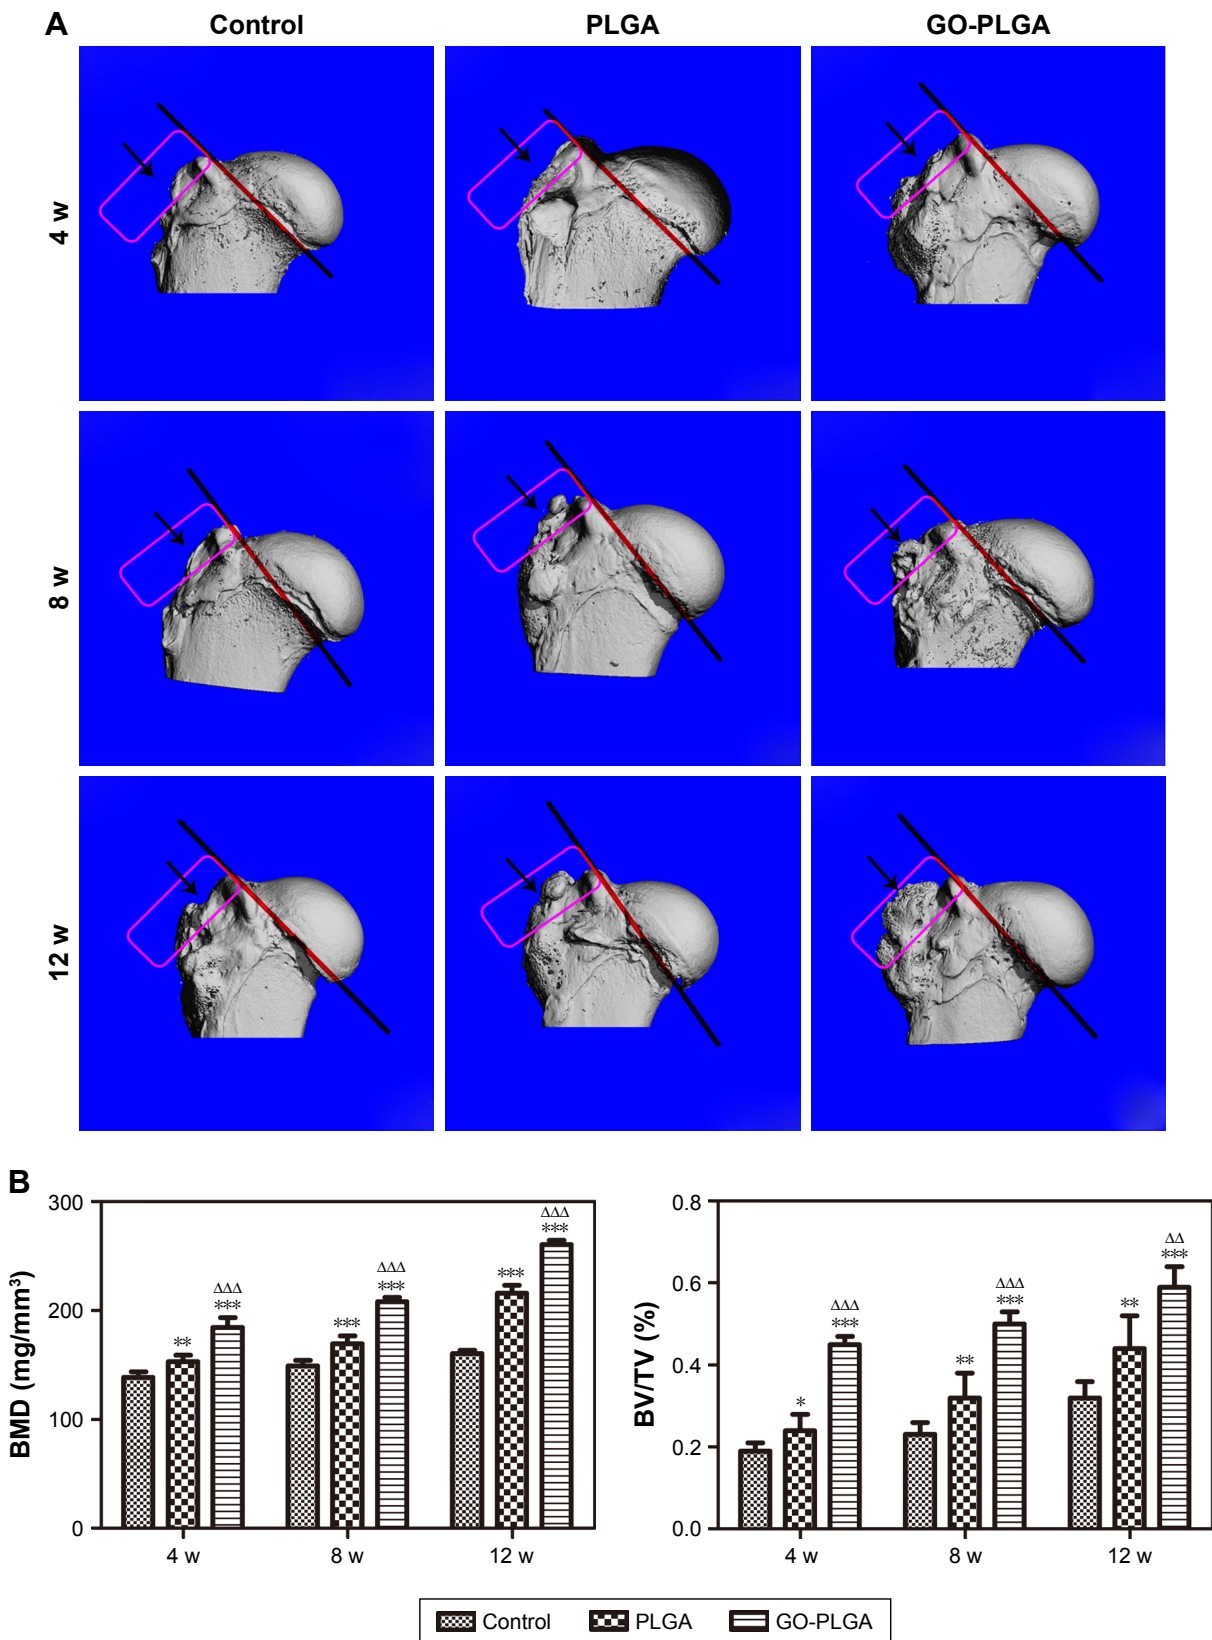 A
Control PLGA GO-PLGA
4 w
8 w
12 w
B
BMD (mg/mm³)
300
200
100
0
** ΔΔΔ
***
*** ΔΔΔ
***
*** ΔΔΔ
***
4 w 8 w 12 w
BV/TV (%)
0.8
0.6
0.4
0.2
0.0
* ΔΔΔ
***
** ΔΔΔ
***
** ΔΔ
***
4 w 8 w 12 w
Control PLGA GO-PLGA